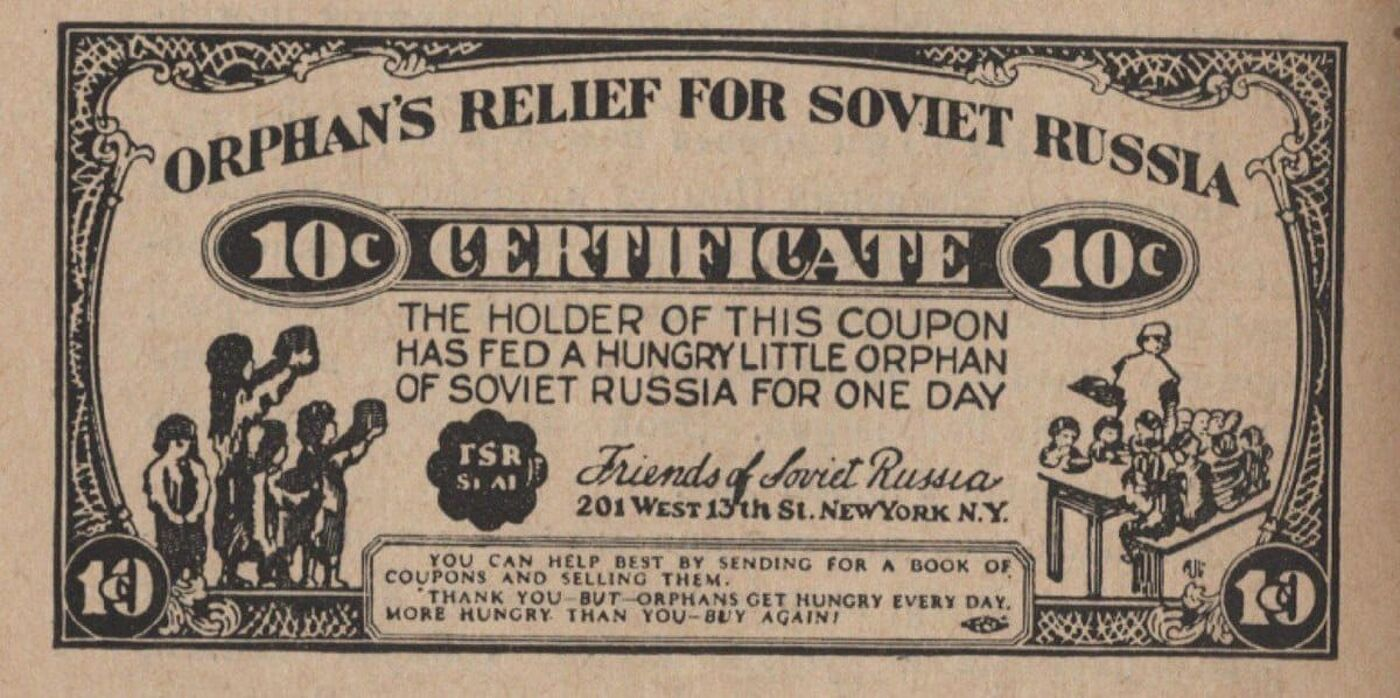 ORPHAN'S RELIEF FOR SOVIET RUSSIA
10c CERTIFICATE 10c
THE HOLDER OF THIS COUPON
HAS FED A HUNGRY LITTLE ORPHAN
OF SOVIET RUSSIA FOR ONE DAY
Friends of Soviet Russia
201 WEST 13th St. NEW YORK N.Y.
YOU CAN HELP BEST BY SENDING FOR A BOOK OF
COUPONS AND SELLING THEM.
THANK YOU—BUT—ORPHANS GET HUNGRY EVERY DAY.
MORE HUNGRY THAN YOU—BUY AGAIN!
10c
10c